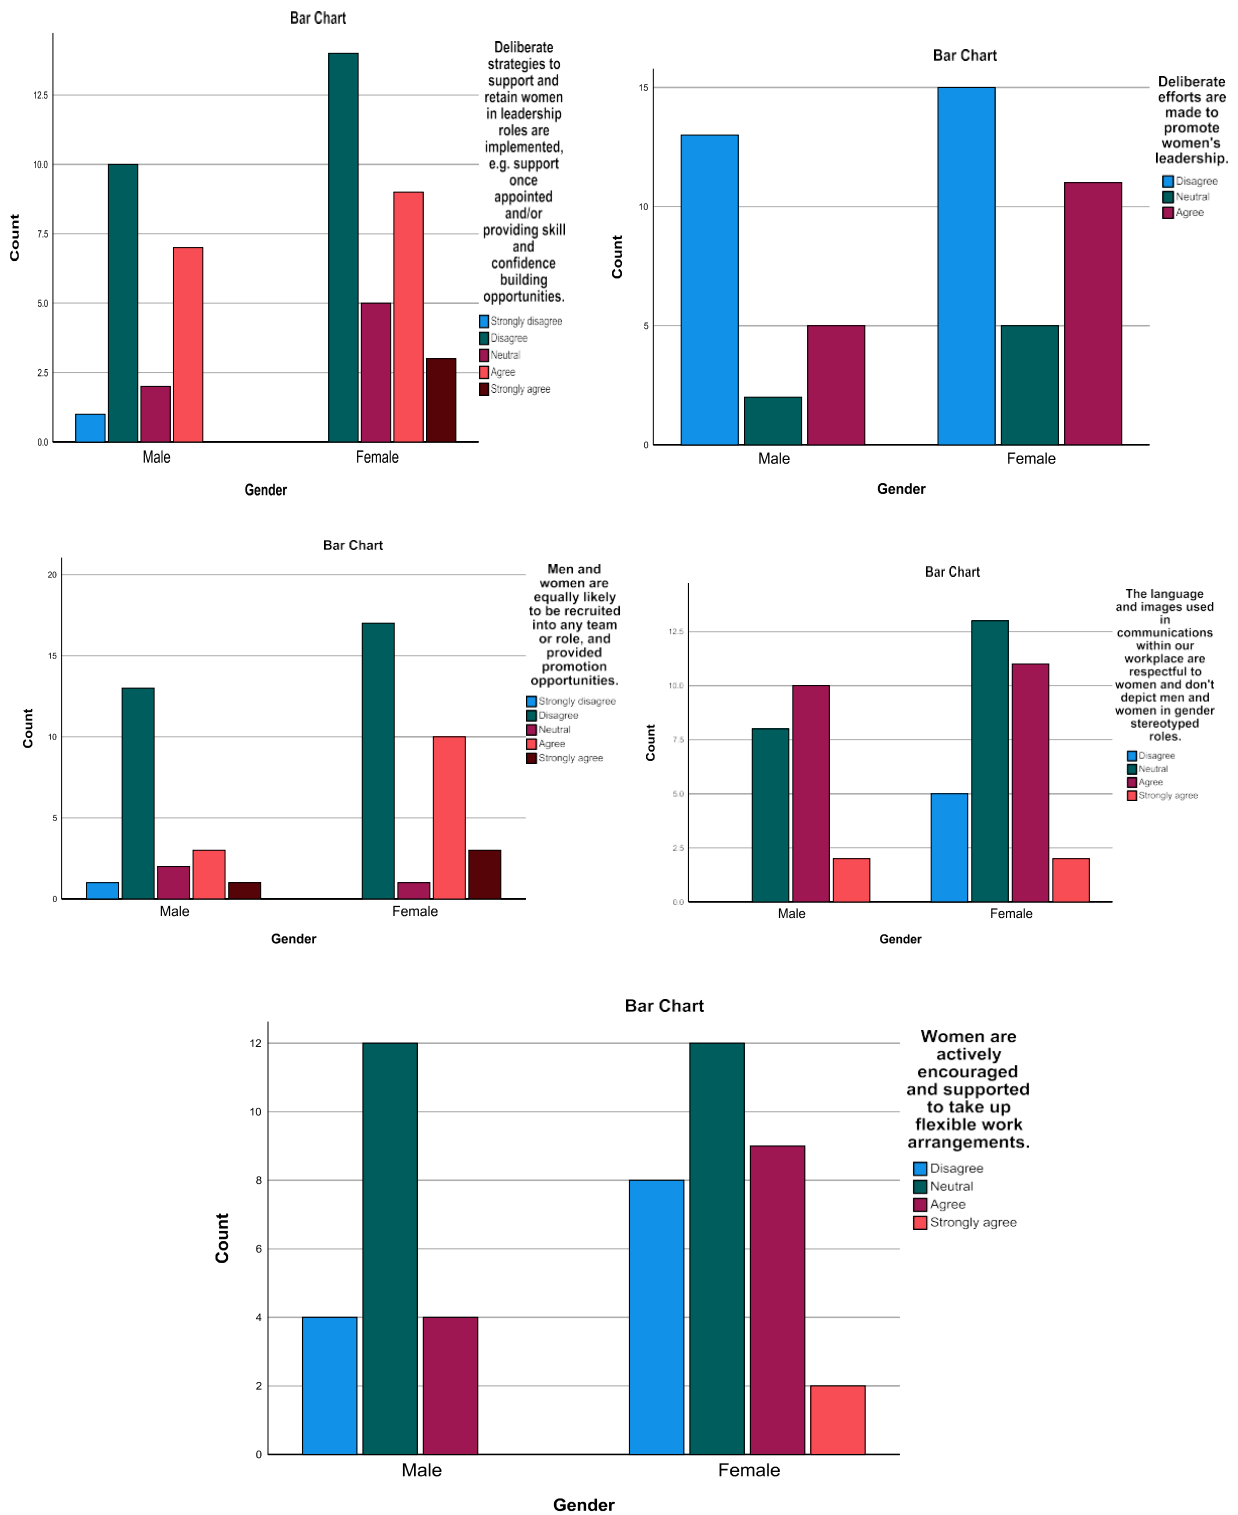 Bar Chart
12.5
10.0
7.5
5.0
2.5
0.0
Count
Male
Female
Gender
Deliberate
strategies to
support and
retain women
in leadership
roles are
implemented,
e.g. support
once
appointed
and/or
providing skill
and
confidence
building
opportunities.
Strongly disagree
Disagree
Neutral
Agree
Strongly agree
Bar Chart
15
10
5
0
Count
Male
Female
Gender
Deliberate
efforts are
made to
promote
women's
leadership.
Disagree
Neutral
Agree
Bar Chart
20
15
10
5
0
Count
Male
Female
Gender
Men and
women are
equally likely
to be recruited
into any team
or role, and
provided
promotion
opportunities.
Strongly disagree
Disagree
Neutral
Agree
Strongly agree
Bar Chart
12.5
10.0
7.5
5.0
2.5
0.0
Count
Male
Female
Gender
The language
and images used
in
communications
within our
workplace are
respectful to
women and don't
depict men and
women in gender
stereotyped
roles.
Disagree
Neutral
Agree
Strongly agree
Bar Chart
12
10
8
6
4
2
0
Count
Male
Female
Gender
Women are
actively
encouraged
and supported
to take up
flexible work
arrangements.
Disagree
Neutral
Agree
Strongly agree